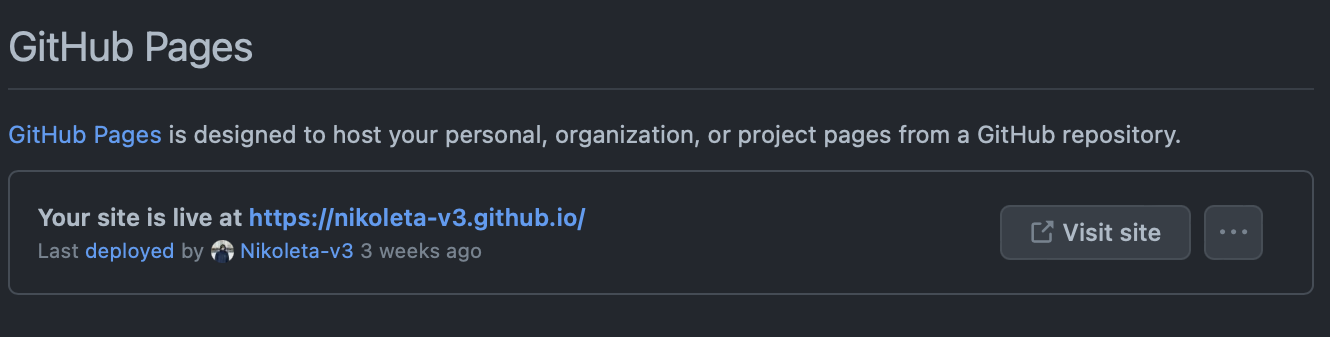 GitHub Pages
GitHub Pages is designed to host your personal, organization, or project pages from a GitHub repository.
Your site is live at https://nikoleta-v3.github.io/
Visit site
Last deployed by Nikoleta-v3 3 weeks ago